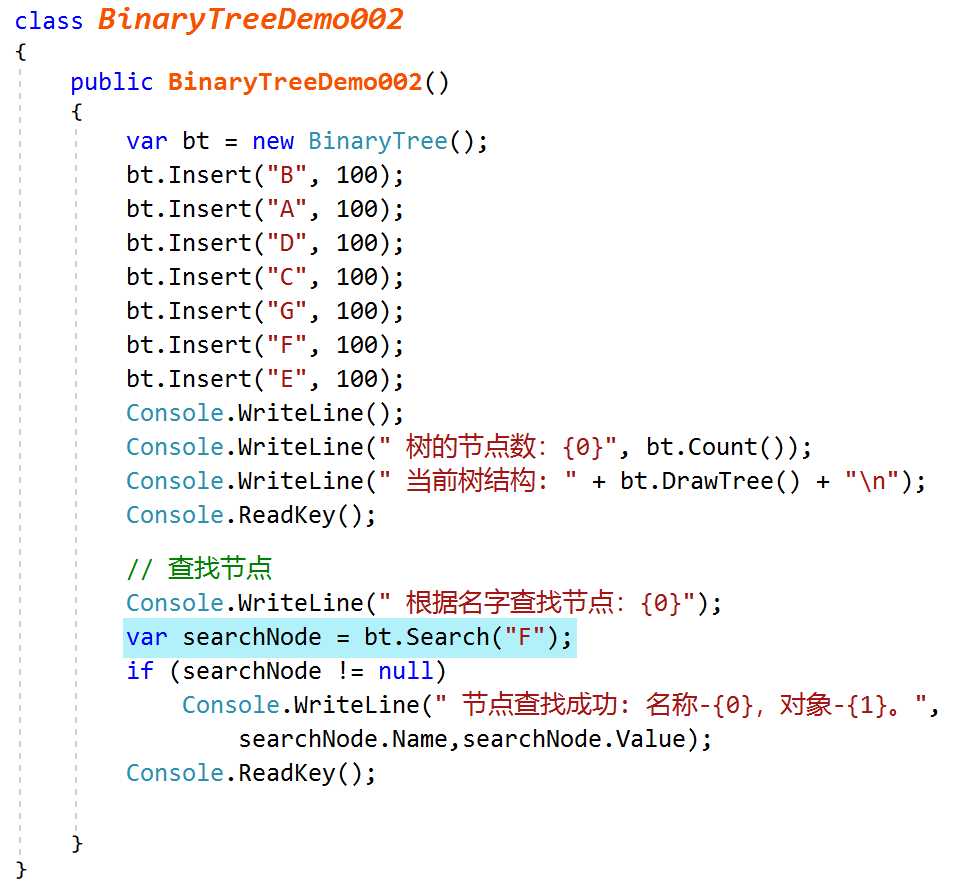 class BinaryTreeDemo002
{
    public BinaryTreeDemo002()
    {
        var bt = new BinaryTree();
        bt.Insert("B", 100);
        bt.Insert("A", 100);
        bt.Insert("D", 100);
        bt.Insert("C", 100);
        bt.Insert("G", 100);
        bt.Insert("F", 100);
        bt.Insert("E", 100);
        Console.WriteLine();
        Console.WriteLine(" 树的节点数：{0}", bt.Count());
        Console.WriteLine(" 当前树结构：" + bt.DrawTree() + "\n");
        Console.ReadKey();
        // 查找节点
        Console.WriteLine(" 根据名字查找节点：{0}");
        var searchNode = bt.Search("F");
        if (searchNode != null)
            Console.WriteLine(" 节点查找成功：名称-{0}，对象-{1}。",
                searchNode.Name,searchNode.Value);
        Console.ReadKey();
    }
}